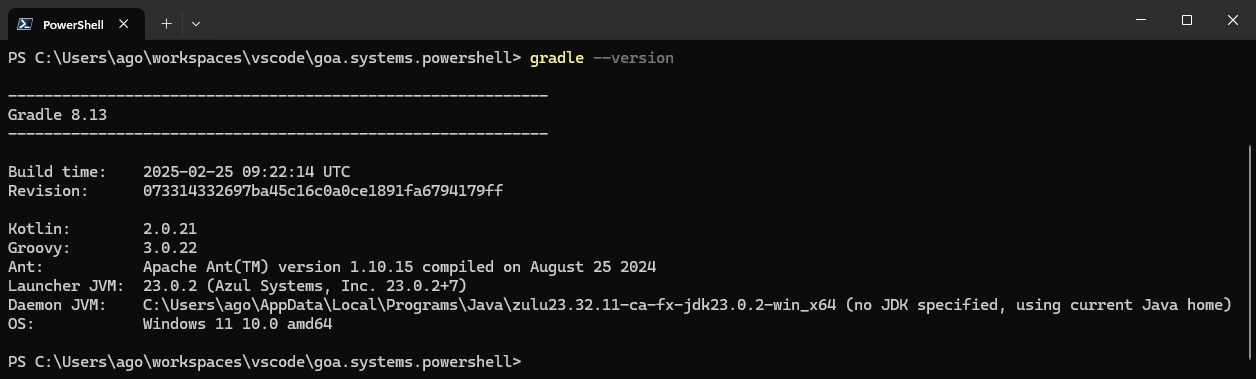 PowerShell
PS C:\Users\ago\workspaces\vscode\goa.systems.powershell> gradle --version
------------------------------------------------------------
Gradle 8.13
------------------------------------------------------------
Build time:    2025-02-25 09:22:14 UTC
Revision:      073314332697ba45c16c0a0ce1891fa6794179ff
Kotlin:        2.0.21
Groovy:        3.0.22
Ant:           Apache Ant(TM) version 1.10.15 compiled on August 25 2024
Launcher JVM:  23.0.2 (Azul Systems, Inc. 23.0.2+7)
Daemon JVM:    C:\Users\ago\AppData\Local\Programs\Java\zulu23.32.11-ca-fx-jdk23.0.2-win_x64 (no JDK specified, using current Java home)
OS:            Windows 11 10.0 amd64
PS C:\Users\ago\workspaces\vscode\goa.systems.powershell>